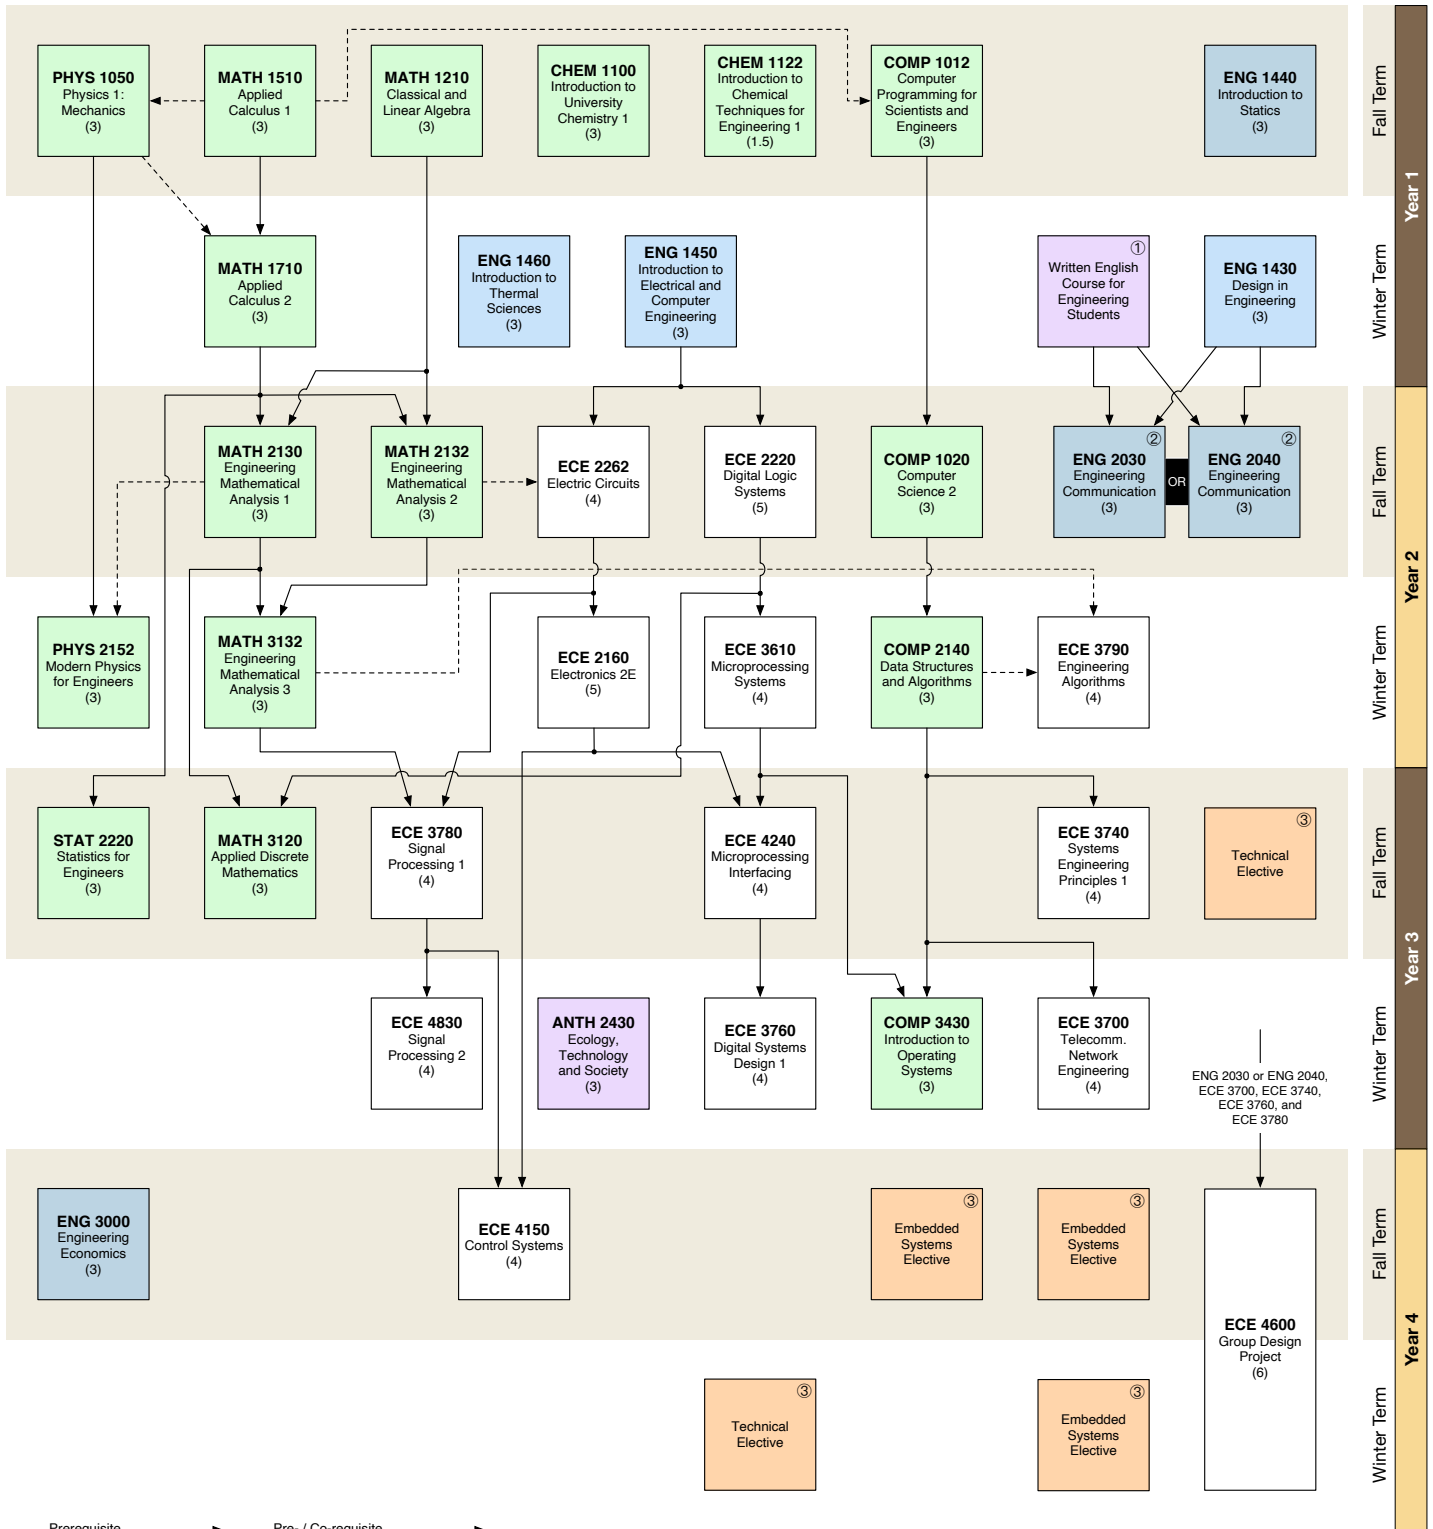 PHYS 1050
Physics 1:
Mechanics
(3)
MATH 1510
Applied
Calculus 1
(3)
MATH 1210
Classical and
Linear Algebra
(3)
CHEM 1100
Introduction to
University
Chemistry 1
(3)
CHEM 1122
Introduction to
Chemical
Techniques for
Engineering 1
(1.5)
COMP 1012
Computer
Programming for
Scientists and
Engineers
(3)
ENG 1440
Introduction to
Statics
(3)
Fall Term
Year 1
MATH 1710
Applied
Calculus 2
(3)
ENG 1460
Introduction to
Thermal
Sciences
(3)
ENG 1450
Introduction to
Electrical and
Computer
Engineering
(3)
①
Written English
Course for
Engineering
Students
ENG 1430
Design in
Engineering
(3)
Winter Term
MATH 2130
Engineering
Mathematical
Analysis 1
(3)
MATH 2132
Engineering
Mathematical
Analysis 2
(3)
ECE 2262
Electric Circuits
(4)
ECE 2220
Digital Logic
Systems
(5)
COMP 1020
Computer
Science 2
(3)
②
ENG 2030
Engineering
Communication
(3)
OR
②
ENG 2040
Engineering
Communication
(3)
Fall Term
Year 2
PHYS 2152
Modern Physics
for Engineers
(3)
MATH 3132
Engineering
Mathematical
Analysis 3
(3)
ECE 2160
Electronics 2E
(5)
ECE 3610
Microprocessing
Systems
(4)
COMP 2140
Data Structures
and Algorithms
(3)
ECE 3790
Engineering
Algorithms
(4)
Winter Term
STAT 2220
Statistics for
Engineers
(3)
MATH 3120
Applied Discrete
Mathematics
(3)
ECE 3780
Signal
Processing 1
(4)
ECE 4240
Microprocessing
Interfacing
(4)
ECE 3740
Systems
Engineering
Principles 1
(4)
③
Technical
Elective
Fall Term
Year 3
ECE 4830
Signal
Processing 2
(4)
ANTH 2430
Ecology,
Technology
and Society
(3)
ECE 3760
Digital Systems
Design 1
(4)
COMP 3430
Introduction to
Operating
Systems
(3)
ECE 3700
Telecomm.
Network
Engineering
(4)
ENG 2030 or ENG 2040,
ECE 3700, ECE 3740,
ECE 3760, and
ECE 3780
Winter Term
ENG 3000
Engineering
Economics
(3)
ECE 4150
Control Systems
(4)
③
Embedded
Systems
Elective
③
Embedded
Systems
Elective
ECE 4600
Group Design
Project
(6)
Fall Term
Year 4
③
Technical
Elective
③
Embedded
Systems
Elective
Winter Term
Prerequisite
Pre- / Co-requisite